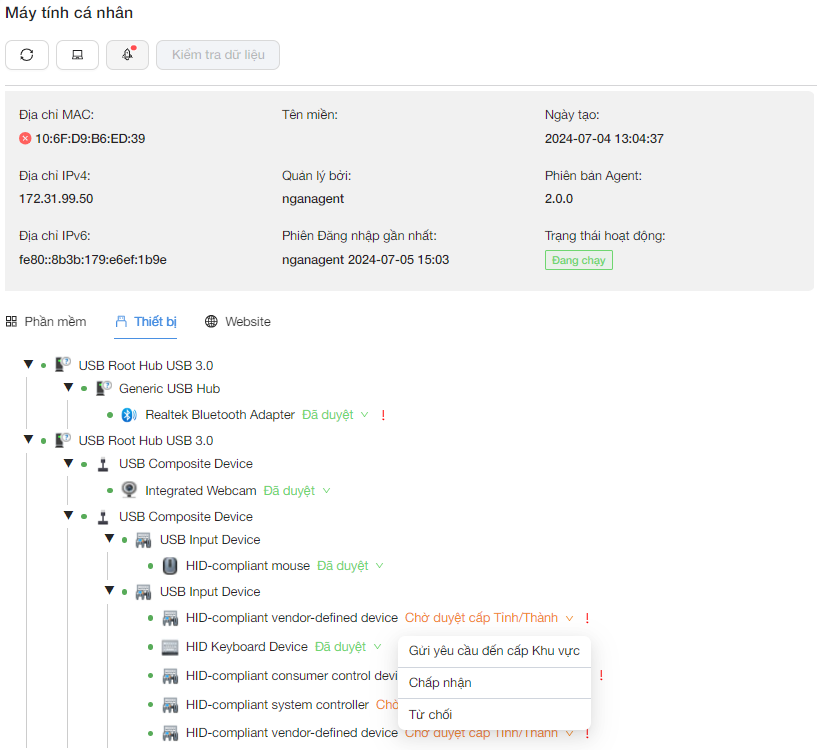 Máy tính cá nhân
Kiểm tra dữ liệu
Địa chỉ MAC:
Tên miền:
Ngày tạo:
10:6F:D9:B6:ED:39
2024-07-04 13:04:37
Địa chỉ IPv4:
Quản lý bởi:
Phiên bản Agent:
172.31.99.50
nganagent
2.0.0
Địa chỉ IPv6:
Phiên Đăng nhập gần nhất:
Trạng thái hoạt động:
fe80::8b3b:179:e6ef:1b9e
nganagent 2024-07-05 15:03
Đang chạy
Phần mềm
Thiết bị
Website
USB Root Hub USB 3.0
Generic USB Hub
Realtek Bluetooth Adapter Đã duyệt !
USB Root Hub USB 3.0
USB Composite Device
Integrated Webcam Đã duyệt
USB Composite Device
USB Input Device
HID-compliant mouse Đã duyệt
USB Input Device
HID-compliant vendor-defined device Chờ duyệt cấp Tỉnh/Thành !
HID Keyboard Device Đã duyệt
Gửi yêu cầu đến cấp Khu vực
HID-compliant consumer control devi !
Chấp nhận
HID-compliant system controller Chờ
Từ chối
HID-compliant vendor-defined device Chờ duyệt cấp Tỉnh/Thành !